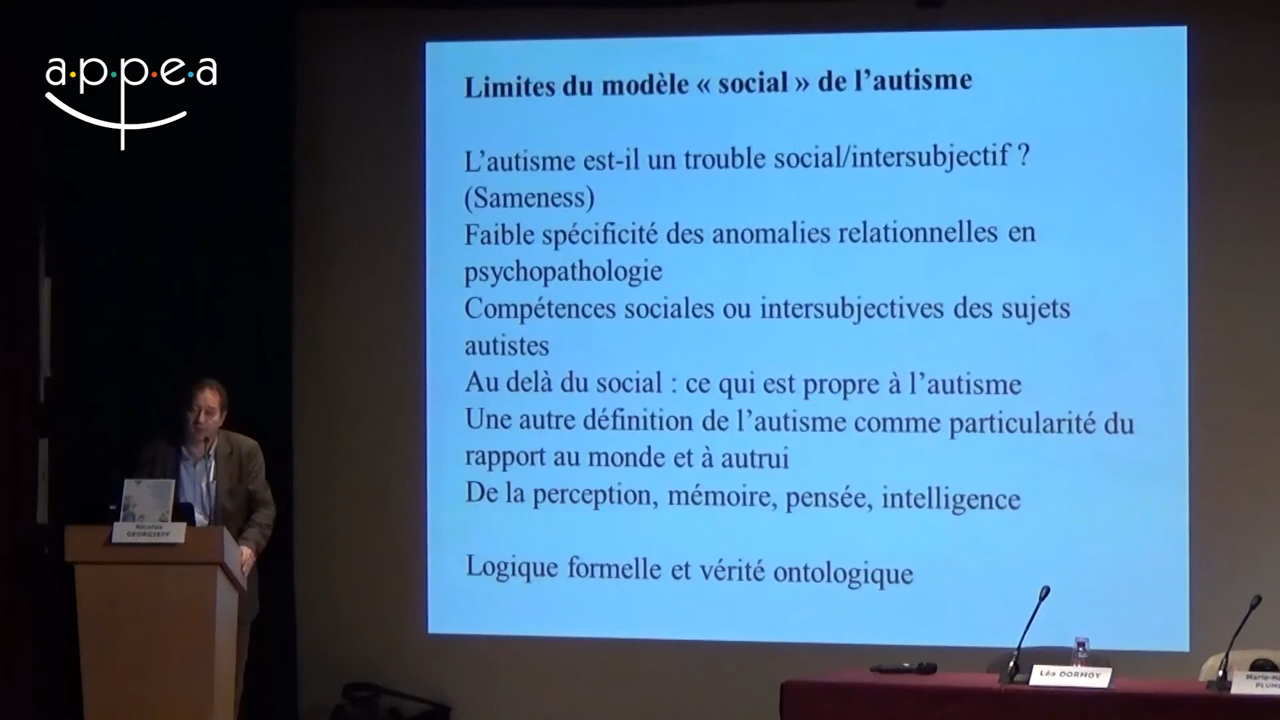 a·p·p·e·a
Limites du modèle « social » de l’autisme
L’autisme est-il un trouble social/intersubjectif ?
(Sameness)
Faible spécificité des anomalies relationnelles en
psychopathologie
Compétences sociales ou intersubjectives des sujets
autistes
Au delà du social : ce qui est propre à l’autisme
Une autre définition de l’autisme comme particularité du
rapport au monde et à autrui
De la perception, mémoire, pensée, intelligence
Logique formelle et vérité ontologique
Nicolas
GEORGIEFF
Léa DORMOY